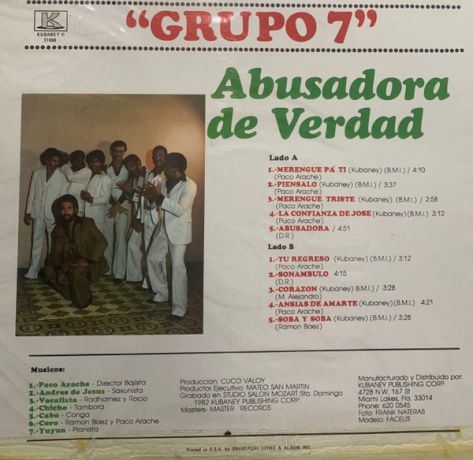 K
KUBANEY ®
"GRUPO 7"
Abusadora
de Verdad
Lado A
1.-MERENGUE PA' TI (Kubaney) (B.M.I.) / 4:10
(Paco Arache)
2.-PIENSALO (Kubaney) (B.M.I.) / 3:37
(Paco Arache)
3.-MERENGUE TRISTE (Kubaney) (B.M.I.) / 2:58
(Paco Arache)
4.-LA CONFIANZA DE JOSE (Kubaney) (B.M.I.) 3:12
(Paco Arache)
5.-ABUSADORA / 4:51
(D.R.)
Lado B
1.-TU REGRESO (Kubaney) (B.M.I.) / 3:12
(Paco Arache)
2.-SONAMBULO 4:15
(D.R.)
3.-CORAZON (Kubaney) (B.M.I.) / 3:28
(M. Alejandro)
4.-ANSIAS DE AMARTE (Kubaney) (B.M.I.) 4:21
(Paco Arache)
5.-SOBA Y SOBA (Kubaney) (B.M.I.) / 3:28
(Ramon Baez)
Musicos:
1.-Paco Arache - Director Bajista
2.-Andres de Jesus - Saxonista
3.-Vocalista - Radhamez y Rocio
4.-Chicho - Tambora
5.-Cabo - Conga
6.-Coro - Ramon Baez y Paco Arache
7.-Yuyun - Pianista
Produccion: CUCO VALOY
Productor Ejecutivo: MATEO SAN MARTIN
Grabado en STUDIO SALON MOZART Sto. Domingo
1982 KUBANEY PUBLISHING CORP.
Masters- MASTER RECORDS
Manufacturado y Distribuido por:
KUBANEY PUBLISHING CORP.
4728 N.W. 167 St
Miami Lakes, Fla. 33014
Phone: 620 0545
Foto: FRANK NATERAS
Modelo: FACELIS
Printed in U.S.A. by UNIVERSAL LITHO & ALBUM INC.